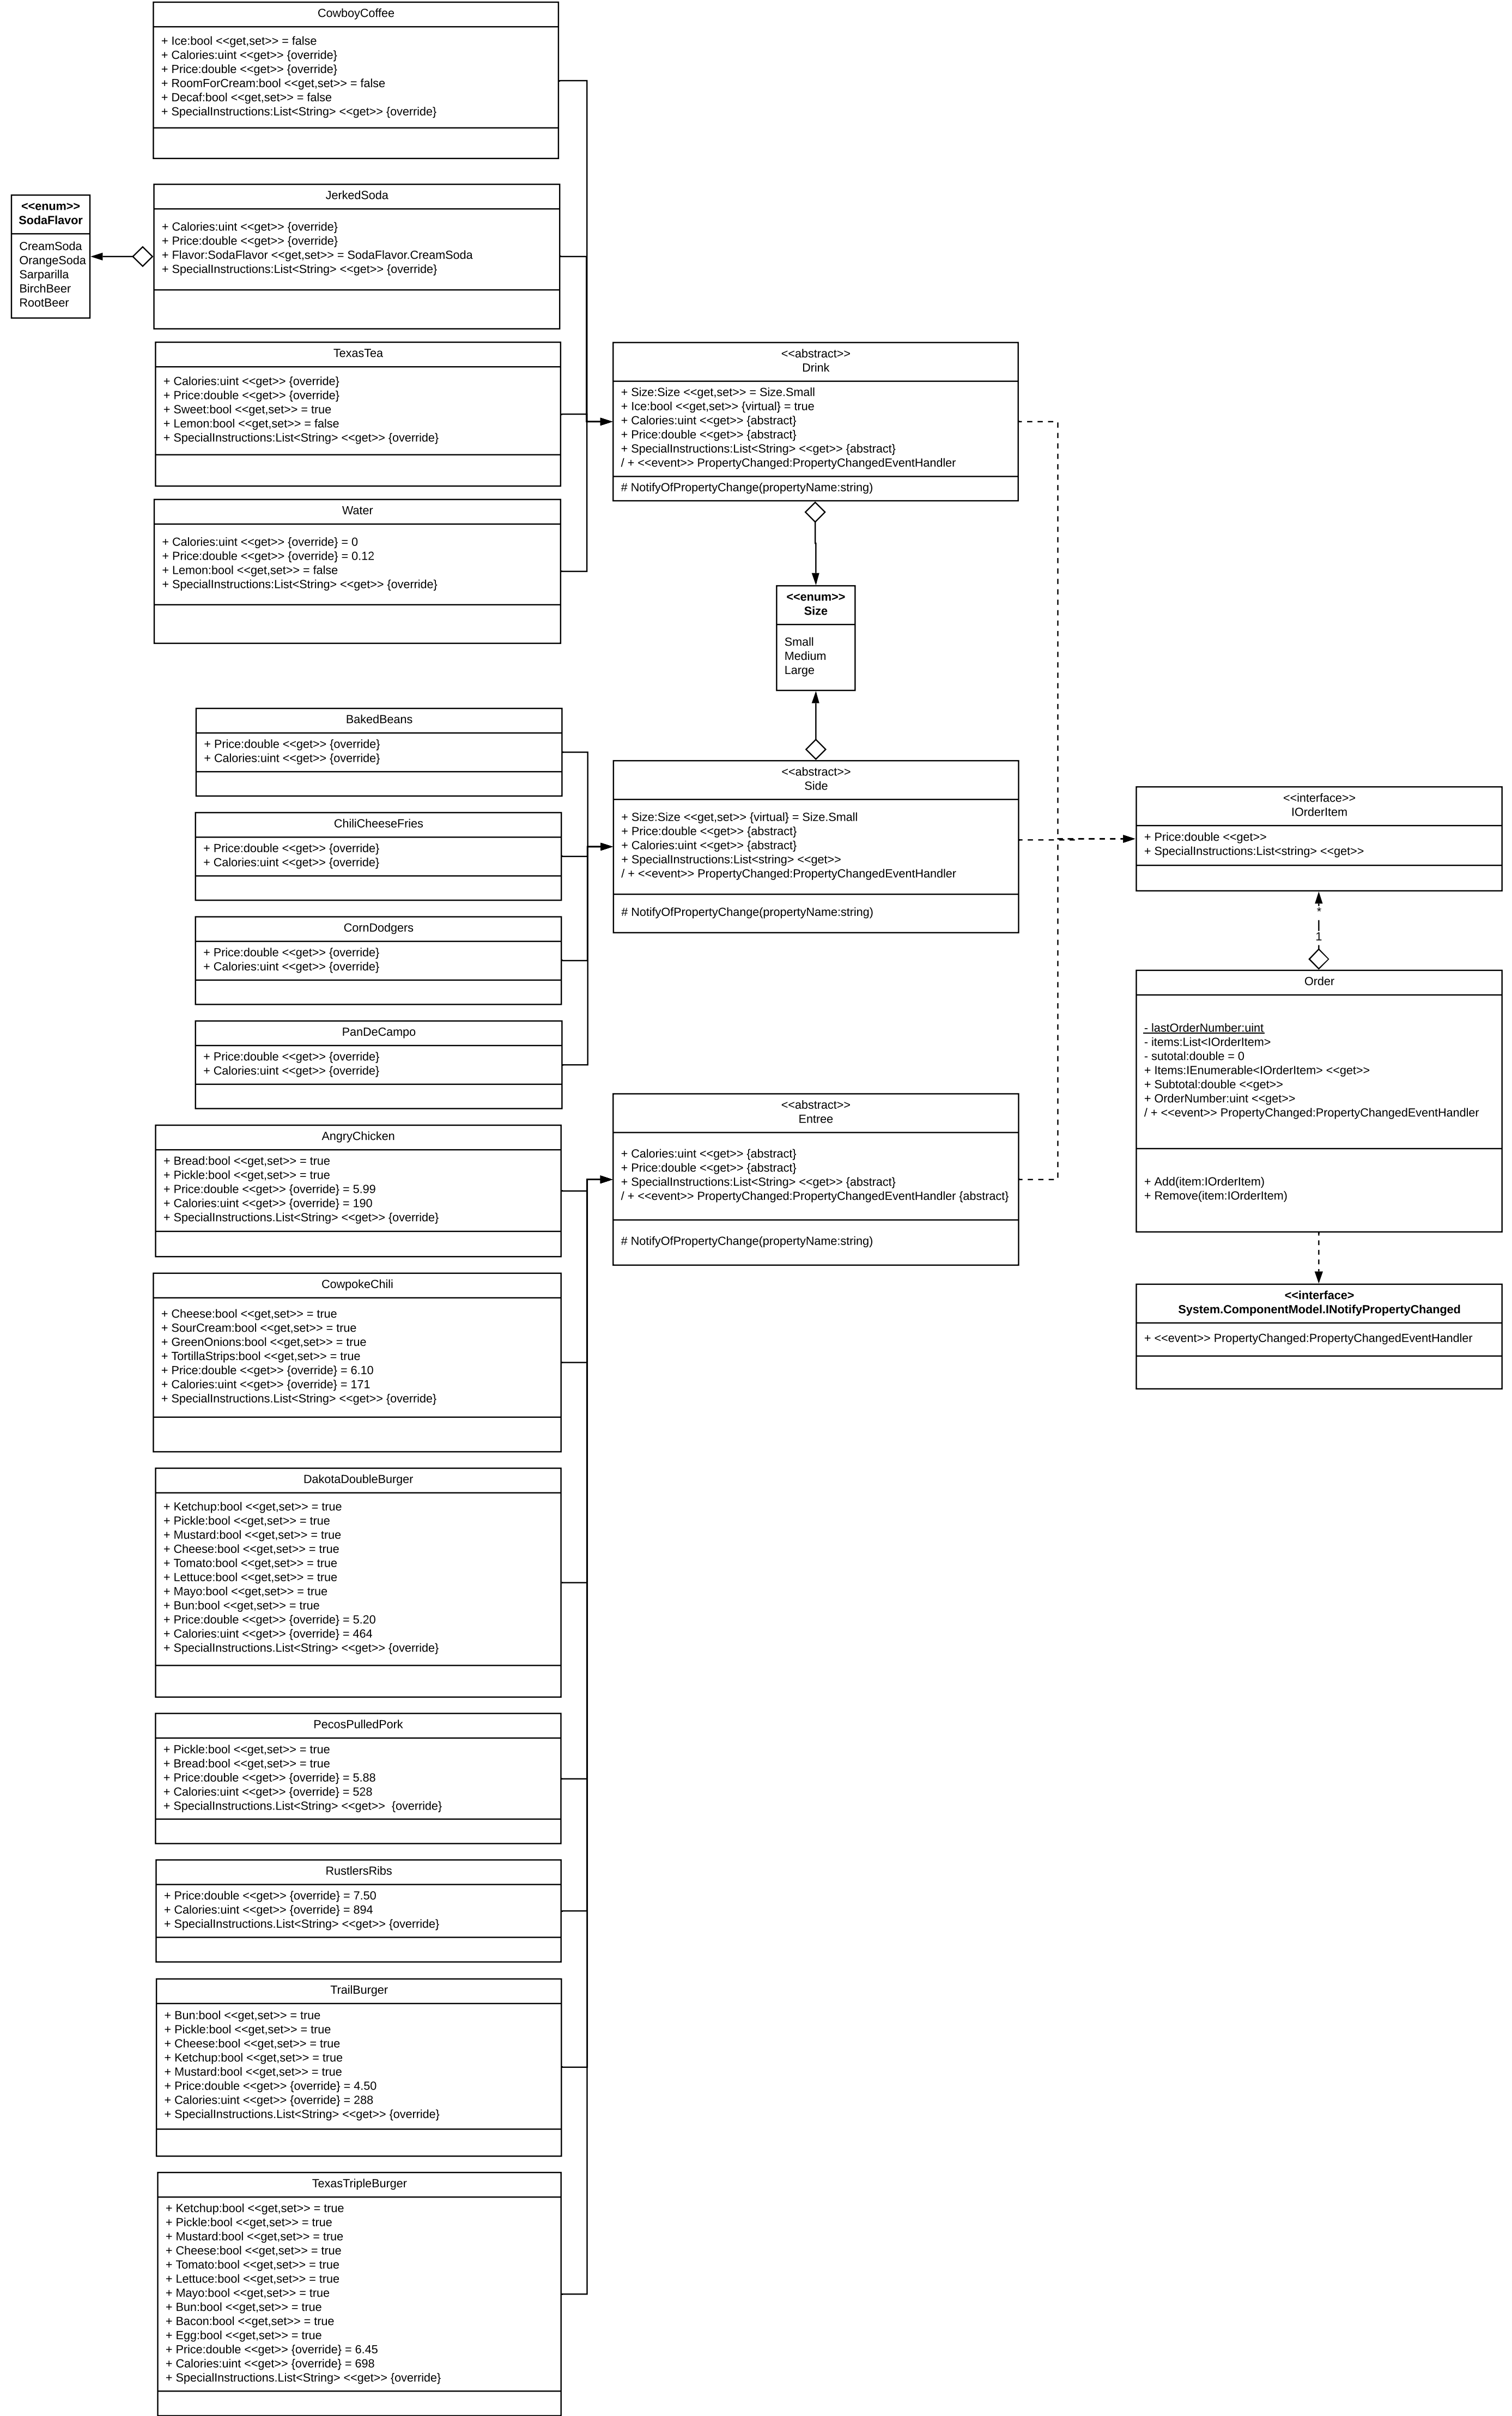 CowboyCoffee
+ Ice:bool <<get,set>> = false
+ Calories:uint <<get>> {override}
+ Price:double <<get>> {override}
+ RoomForCream:bool <<get,set>> = false
+ Decaf:bool <<get,set>> = false
+ SpecialInstructions:List<String> <<get>> {override}
<<enum>>
SodaFlavor
CreamSoda
OrangeSoda
Sarparilla
BirchBeer
RootBeer
JerkedSoda
+ Calories:uint <<get>> {override}
+ Price:double <<get>> {override}
+ Flavor:SodaFlavor <<get,set>> = SodaFlavor.CreamSoda
+ SpecialInstructions:List<String> <<get>> {override}
TexasTea
+ Calories:uint <<get>> {override}
+ Price:double <<get>> {override}
+ Sweet:bool <<get,set>> = true
+ Lemon:bool <<get,set>> = false
+ SpecialInstructions:List<String> <<get>> {override}
Water
+ Calories:uint <<get>> {override} = 0
+ Price:double <<get>> {override} = 0.12
+ Lemon:bool <<get,set>> = false
+ SpecialInstructions:List<String> <<get>> {override}
<<abstract>>
Drink
+ Size:Size <<get,set>> = Size.Small
+ Ice:bool <<get,set>> {virtual} = true
+ Calories:uint <<get>> {abstract}
+ Price:double <<get>> {abstract}
+ SpecialInstructions:List<String> <<get>> {abstract}
/ + <<event>> PropertyChanged:PropertyChangedEventHandler
# NotifyOfPropertyChange(propertyName:string)
<<enum>>
Size
Small
Medium
Large
BakedBeans
+ Price:double <<get>> {override}
+ Calories:uint <<get>> {override}
ChiliCheeseFries
+ Price:double <<get>> {override}
+ Calories:uint <<get>> {override}
CornDodgers
+ Price:double <<get>> {override}
+ Calories:uint <<get>> {override}
PanDeCampo
+ Price:double <<get>> {override}
+ Calories:uint <<get>> {override}
<<abstract>>
Side
+ Size:Size <<get,set>> {virtual} = Size.Small
+ Price:double <<get>> {abstract}
+ Calories:uint <<get>> {abstract}
+ SpecialInstructions:List<string> <<get>>
/ + <<event>> PropertyChanged:PropertyChangedEventHandler
# NotifyOfPropertyChange(propertyName:string)
<<interface>>
IOrderItem
+ Price:double <<get>>
+ SpecialInstructions:List<string> <<get>>
*
1
Order
- lastOrderNumber:uint
- items:List<IOrderItem>
- sutotal:double = 0
+ Items:IEnumerable<IOrderItem> <<get>>
+ Subtotal:double <<get>>
+ OrderNumber:uint <<get>>
/ + <<event>> PropertyChanged:PropertyChangedEventHandler
+ Add(item:IOrderItem)
+ Remove(item:IOrderItem)
<<interface>
System.ComponentModel.INotifyPropertyChanged
+ <<event>> PropertyChanged:PropertyChangedEventHandler
<<abstract>>
Entree
+ Calories:uint <<get>> {abstract}
+ Price:double <<get>> {abstract}
+ SpecialInstructions:List<String> <<get>> {abstract}
/ + <<event>> PropertyChanged:PropertyChangedEventHandler {abstract}
# NotifyOfPropertyChange(propertyName:string)
AngryChicken
+ Bread:bool <<get,set>> = true
+ Pickle:bool <<get,set>> = true
+ Price:double <<get>> {override} = 5.99
+ Calories:uint <<get>> {override} = 190
+ SpecialInstructions.List<String> <<get>> {override}
CowpokeChili
+ Cheese:bool <<get,set>> = true
+ SourCream:bool <<get,set>> = true
+ GreenOnions:bool <<get,set>> = true
+ TortillaStrips:bool <<get,set>> = true
+ Price:double <<get>> {override} = 6.10
+ Calories:uint <<get>> {override} = 171
+ SpecialInstructions.List<String> <<get>> {override}
DakotaDoubleBurger
+ Ketchup:bool <<get,set>> = true
+ Pickle:bool <<get,set>> = true
+ Mustard:bool <<get,set>> = true
+ Cheese:bool <<get,set>> = true
+ Tomato:bool <<get,set>> = true
+ Lettuce:bool <<get,set>> = true
+ Mayo:bool <<get,set>> = true
+ Bun:bool <<get,set>> = true
+ Price:double <<get>> {override} = 5.20
+ Calories:uint <<get>> {override} = 464
+ SpecialInstructions.List<String> <<get>> {override}
PecosPulledPork
+ Pickle:bool <<get,set>> = true
+ Bread:bool <<get,set>> = true
+ Price:double <<get>> {override} = 5.88
+ Calories:uint <<get>> {override} = 528
+ SpecialInstructions.List<String> <<get>>  {override}
RustlersRibs
+ Price:double <<get>> {override} = 7.50
+ Calories:uint <<get>> {override} = 894
+ SpecialInstructions.List<String> <<get>> {override}
TrailBurger
+ Bun:bool <<get,set>> = true
+ Pickle:bool <<get,set>> = true
+ Cheese:bool <<get,set>> = true
+ Ketchup:bool <<get,set>> = true
+ Mustard:bool <<get,set>> = true
+ Price:double <<get>> {override} = 4.50
+ Calories:uint <<get>> {override} = 288
+ SpecialInstructions.List<String> <<get>> {override}
TexasTripleBurger
+ Ketchup:bool <<get,set>> = true
+ Pickle:bool <<get,set>> = true
+ Mustard:bool <<get,set>> = true
+ Cheese:bool <<get,set>> = true
+ Tomato:bool <<get,set>> = true
+ Lettuce:bool <<get,set>> = true
+ Mayo:bool <<get,set>> = true
+ Bun:bool <<get,set>> = true
+ Bacon:bool <<get,set>> = true
+ Egg:bool <<get,set>> = true
+ Price:double <<get>> {override} = 6.45
+ Calories:uint <<get>> {override} = 698
+ SpecialInstructions.List<String> <<get>> {override}